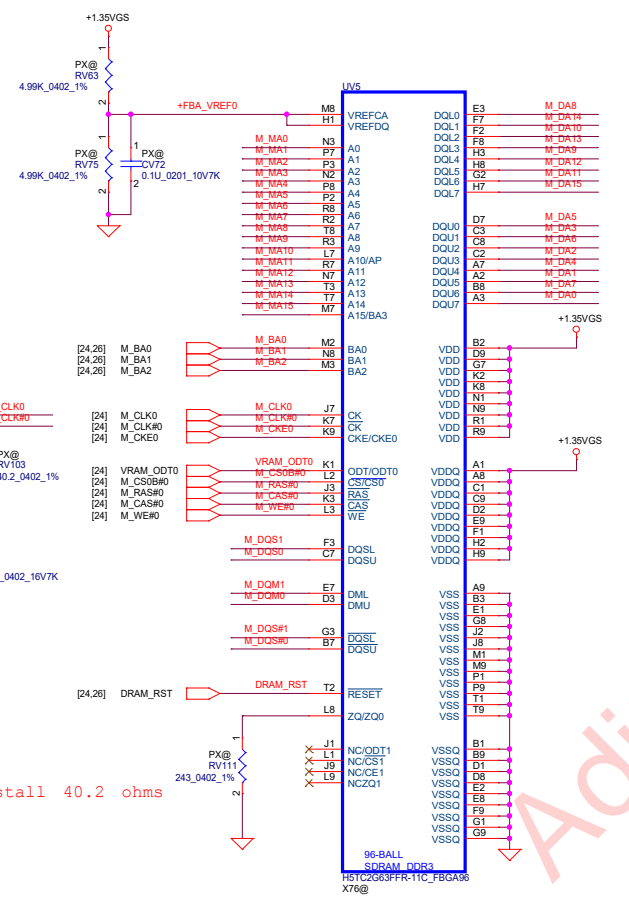 +1.35VGS
PX@
RV63
4.99K_0402_1%
1
2
+FBA_VREF0
PX@
RV75
4.99K_0402_1%
1
2
PX@
CV72
0.1U_0201_10V7K
1
2
UV5
M8 VREFCA
H1 VREFDQ
M_MA0 N3 A0
M_MA1 P7 A1
M_MA2 P3 A2
M_MA3 N2 A3
M_MA4 P8 A4
M_MA5 P2 A5
M_MA6 R8 A6
M_MA7 R2 A7
M_MA8 T8 A8
M_MA9 R3 A9
M_MA10 L7 A10/AP
M_MA11 R7 A11
M_MA12 N7 A12
M_MA13 T3 A13
M_MA14 T7 A14
M_MA15 M7 A15/BA3
[24,26] M_BA0 M_BA0 M2 BA0
[24,26] M_BA1 M_BA1 N8 BA1
[24,26] M_BA2 M_BA2 M3 BA2
_CLK0
_CLK#0
[24] M_CLK0 M_CLK0 J7 CK
[24] M_CLK#0 M_CLK#0 K7 CK
[24] M_CKE0 M_CKE0 K9 CKE/CKE0
PX@
RV103
40.2_0402_1%
[24] VRAM_ODT0 VRAM_ODT0 K1 ODT/ODT0
[24] M_CS0B#0 M_CS0B#0 L2 CS/CS0
[24] M_RAS#0 M_RAS#0 J3 RAS
[24] M_CAS#0 M_CAS#0 K3 CAS
[24] M_WE#0 M_WE#0 L3 WE
_0402_16V7K
M_DQS1 F3 DQSL
M_DQS0 C7 DQSU
M_DQM1 E7 DML
M_DQM0 D3 DMU
M_DQS#1 G3 DQSL
M_DQS#0 B7 DQSU
[24,26] DRAM_RST DRAM_RST T2 RESET
L8 ZQ/ZQ0
PX@
RV111
243_0402_1%
1
2
J1 NC/ODT1
L1 NC/CS1
J9 NC/CE1
L9 NCZQ1
stall 40.2 ohms
DQL0 E3 M_DA8
DQL1 F7 M_DA14
DQL2 F2 M_DA10
DQL3 F8 M_DA13
DQL4 H3 M_DA9
DQL5 H8 M_DA12
DQL6 G2 M_DA11
DQL7 H7 M_DA15
DQU0 D7 M_DA5
DQU1 C3 M_DA3
DQU2 C8 M_DA6
DQU3 C2 M_DA2
DQU4 A7 M_DA4
DQU5 A2 M_DA1
DQU6 B8 M_DA7
DQU7 A3 M_DA0
+1.35VGS
VDD B2
VDD D9
VDD G7
VDD K2
VDD K8
VDD N1
VDD N9
VDD R1
VDD R9
+1.35VGS
VDDQ A1
VDDQ A8
VDDQ C1
VDDQ C9
VDDQ D2
VDDQ E9
VDDQ F1
VDDQ H2
VDDQ H9
VSS A9
VSS B3
VSS E1
VSS G8
VSS J2
VSS J8
VSS M1
VSS M9
VSS P1
VSS P9
VSS T1
VSS T9
VSSQ B1
VSSQ B9
VSSQ D1
VSSQ D8
VSSQ E2
VSSQ E8
VSSQ F9
VSSQ G1
VSSQ G9
96-BALL
SDRAM_DDR3
H5TC2G63FFR-11C_FBGA96
X76@
Adi